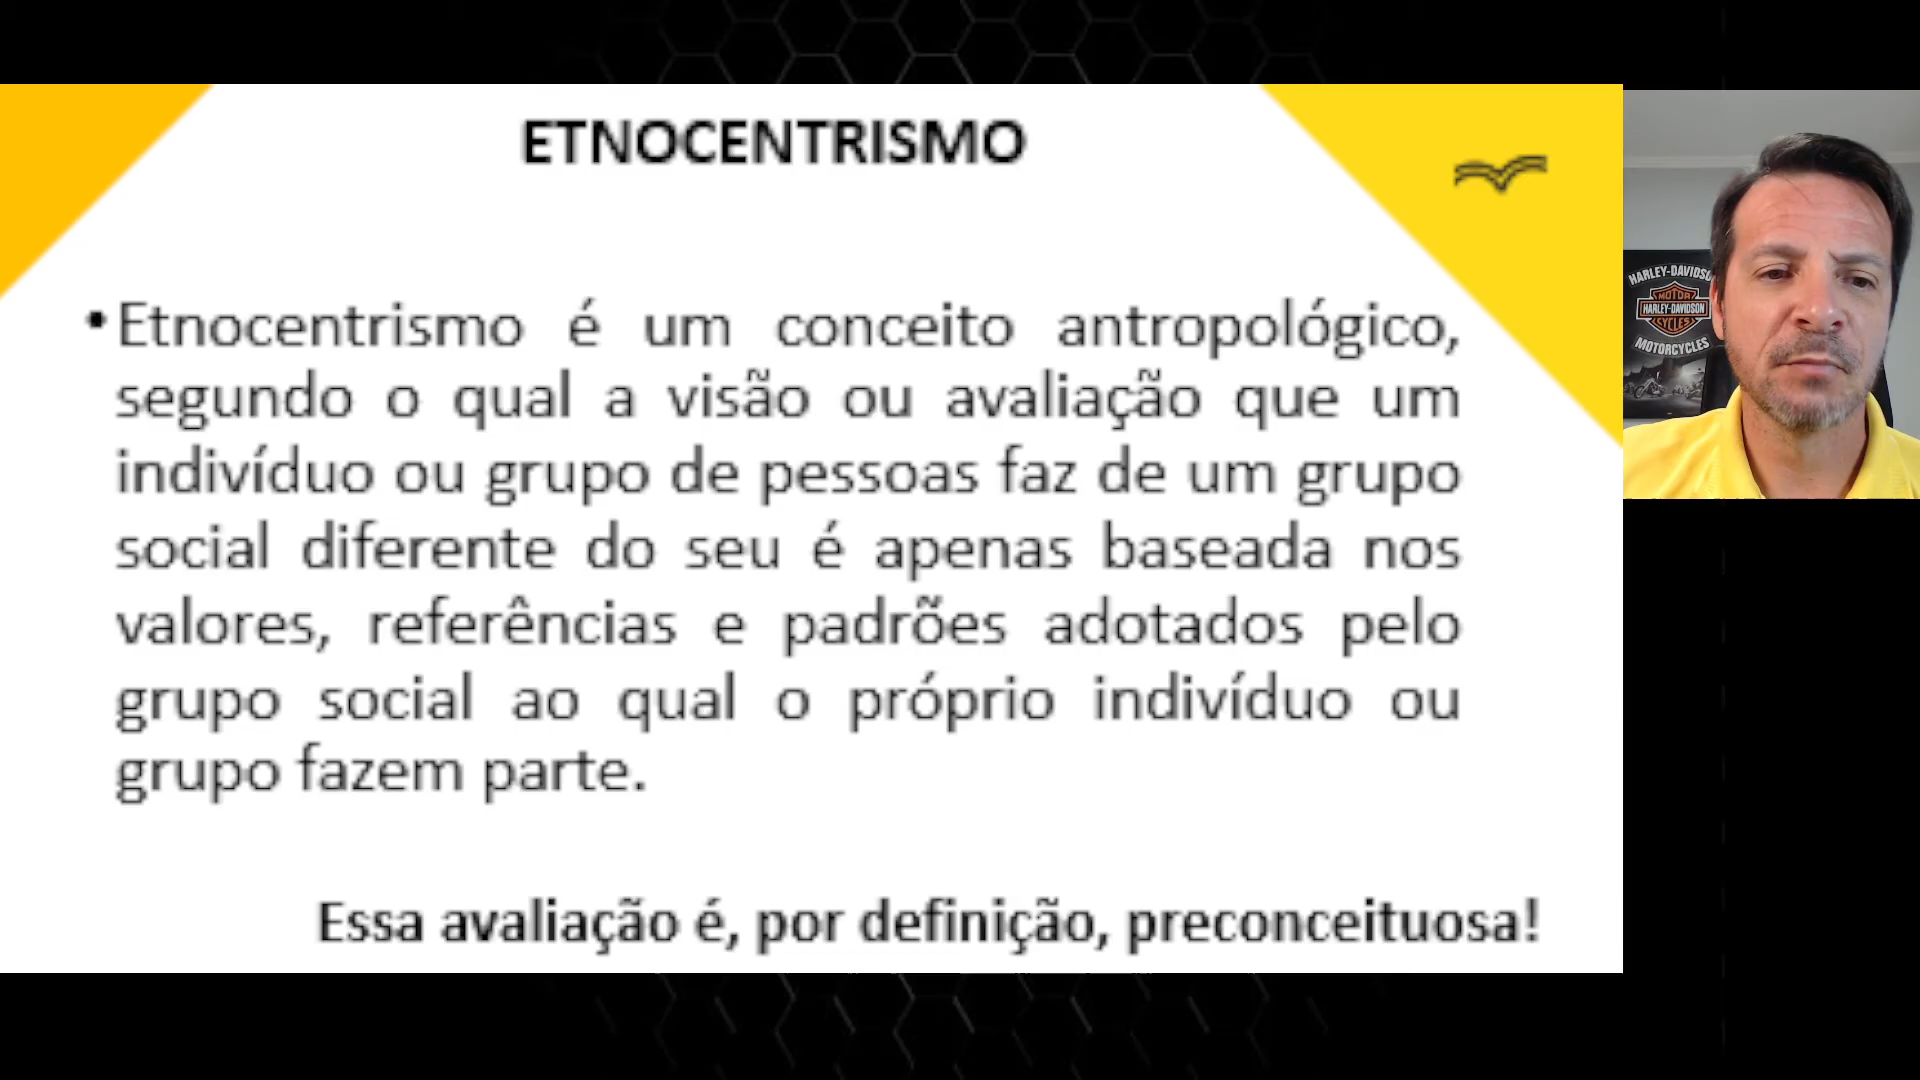 ETNOCENTRISMO
• Etnocentrismo é um conceito antropológico,
segundo o qual a visão ou avaliação que um
indivíduo ou grupo de pessoas faz de um grupo
social diferente do seu é apenas baseada nos
valores, referências e padrões adotados pelo
grupo social ao qual o próprio indivíduo ou
grupo fazem parte.
Essa avaliação é, por definição, preconceituosa!
HARLEY-DAVIDSO
MOTOR
HARLEY-DAVIDSON
CYCLES
MOTORCYCLES